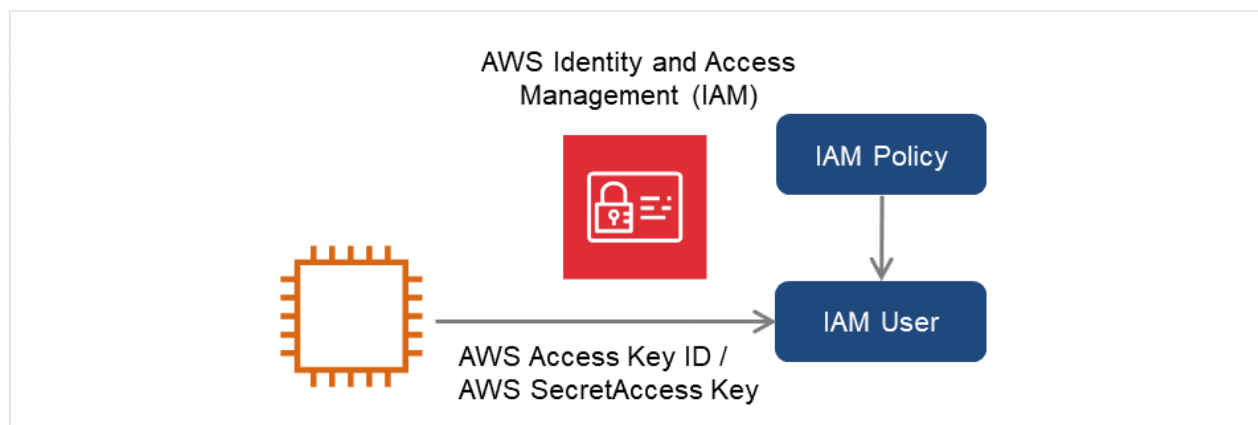 AWS Identity and Access
Management (IAM)
IAM Policy
IAM User
AWS Access Key ID /
AWS SecretAccess Key